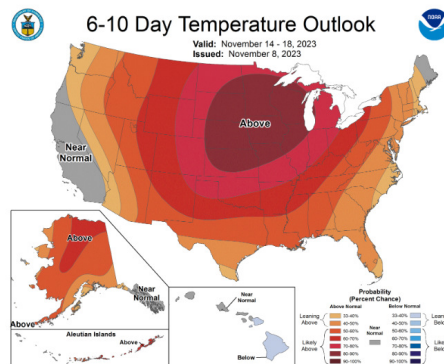 6-10 Day Temperature Outlook
Valid: November 14 - 18, 2023
Issued: November 8, 2023
NOAA
Above
Near
Normal
Above
Near
Normal
Above
Aleutian Islands
Above
Near
Normal
Below
Probability
(Percent Chance)
Above Normal
Below Normal
Leaning
Above
33-40%
40-50%
50-60%
Likely
Above
60-70%
70-80%
80-90%
90-100%
Near
Normal
33-40%
40-50%
50-60%
60-70%
70-80%
80-90%
90-100%